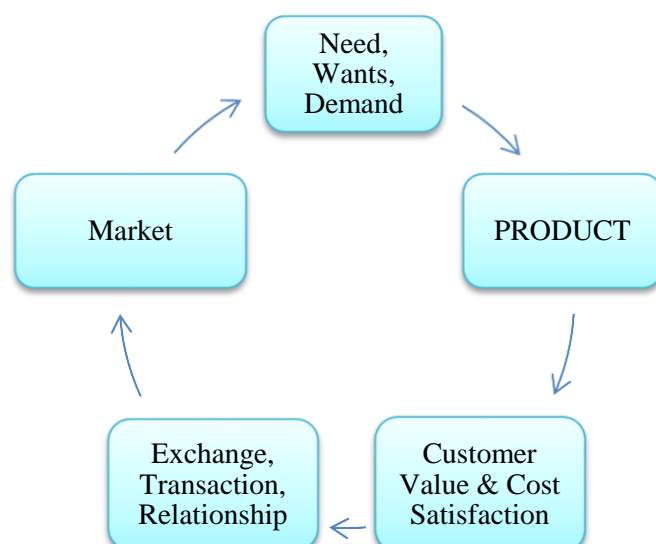 Need,
Wants,
Demand
PRODUCT
Customer
Value & Cost
Satisfaction
Exchange,
Transaction,
Relationship
Market